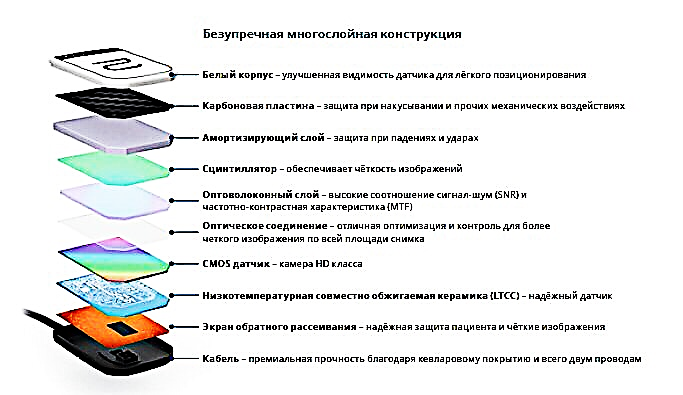 Безупречная многослойная конструкция
Белый корпус – улучшенная видимость датчика для лёгкого позиционирования
Карбоновая пластина – защита при накусывании и прочих механических воздействиях
Амортизирующий слой – защита при падениях и ударах
Сцинтиллятор – обеспечивает чёткость изображений
Оптоволоконный слой – высокие соотношение сигнал-шум (SNR) и
частотно-контрастная характеристика (MTF)
Оптическое соединение – отличная оптимизация и контроль для более
четкого изображения по всей площади снимка
CMOS датчик – камера HD класса
Низкотемпературная совместно обжигаемая керамика (LTCC) – надёжный датчик
Экран обратного рассеивания – надёжная защита пациента и чёткие изображения
Кабель – премиальная прочность благодаря кевларовому покрытию и всего двум проводам